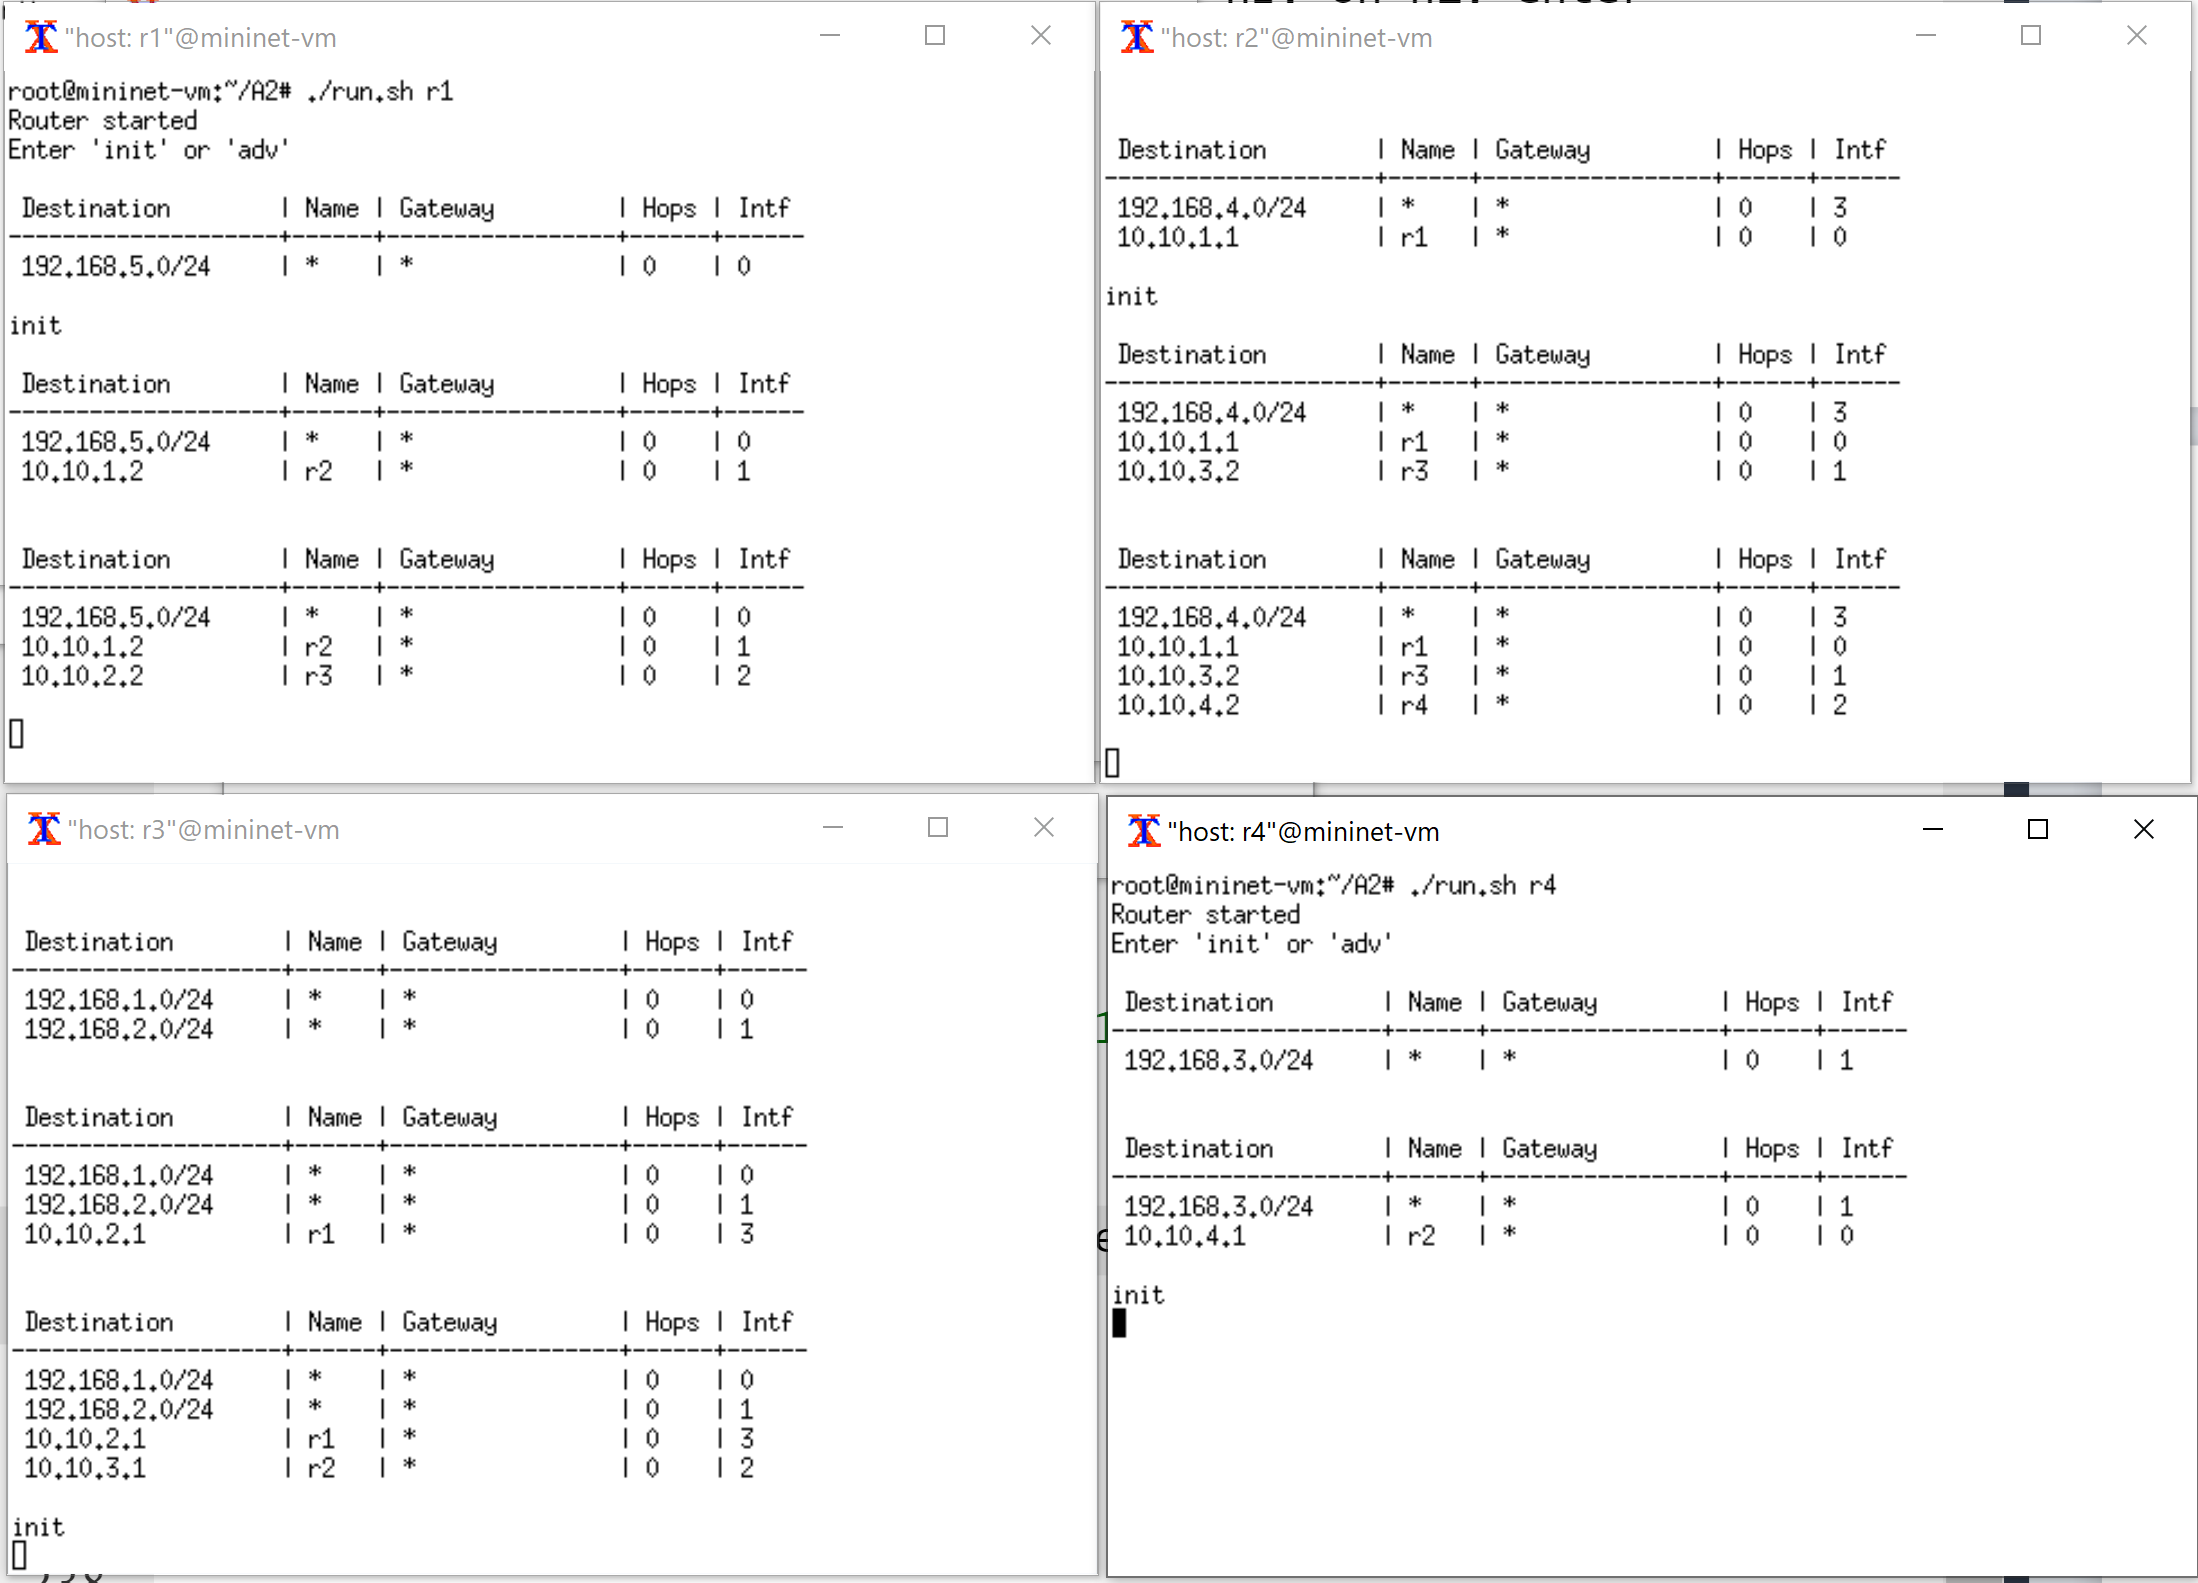 "host: r1"@mininet-vm
root@mininet-vm:~/A2# ./run.sh r1
Router started
Enter 'init' or 'adv'
Destination | Name | Gateway | Hops | Intf
--------------------+------+-----------------+------+------
192.168.5.0/24 | * | * | 0 | 0
init
Destination | Name | Gateway | Hops | Intf
--------------------+------+-----------------+------+------
192.168.5.0/24 | * | * | 0 | 0
10.10.1.2 | r2 | * | 0 | 1
Destination | Name | Gateway | Hops | Intf
--------------------+------+-----------------+------+------
192.168.5.0/24 | * | * | 0 | 0
10.10.1.2 | r2 | * | 0 | 1
10.10.2.2 | r3 | * | 0 | 2
"host: r2"@mininet-vm
Destination | Name | Gateway | Hops | Intf
--------------------+------+-----------------+------+------
192.168.4.0/24 | * | * | 0 | 3
10.10.1.1 | r1 | * | 0 | 0
init
Destination | Name | Gateway | Hops | Intf
--------------------+------+-----------------+------+------
192.168.4.0/24 | * | * | 0 | 3
10.10.1.1 | r1 | * | 0 | 0
10.10.3.2 | r3 | * | 0 | 1
Destination | Name | Gateway | Hops | Intf
--------------------+------+-----------------+------+------
192.168.4.0/24 | * | * | 0 | 3
10.10.1.1 | r1 | * | 0 | 0
10.10.3.2 | r3 | * | 0 | 1
10.10.4.2 | r4 | * | 0 | 2
"host: r3"@mininet-vm
Destination | Name | Gateway | Hops | Intf
--------------------+------+-----------------+------+------
192.168.1.0/24 | * | * | 0 | 0
192.168.2.0/24 | * | * | 0 | 1
Destination | Name | Gateway | Hops | Intf
--------------------+------+-----------------+------+------
192.168.1.0/24 | * | * | 0 | 0
192.168.2.0/24 | * | * | 0 | 1
10.10.2.1 | r1 | * | 0 | 3
Destination | Name | Gateway | Hops | Intf
--------------------+------+-----------------+------+------
192.168.1.0/24 | * | * | 0 | 0
192.168.2.0/24 | * | * | 0 | 1
10.10.2.1 | r1 | * | 0 | 3
10.10.3.1 | r2 | * | 0 | 2
init
"host: r4"@mininet-vm
root@mininet-vm:~/A2# ./run.sh r4
Router started
Enter 'init' or 'adv'
Destination | Name | Gateway | Hops | Intf
--------------------+------+-----------------+------+------
192.168.3.0/24 | * | * | 0 | 1
Destination | Name | Gateway | Hops | Intf
--------------------+------+-----------------+------+------
192.168.3.0/24 | * | * | 0 | 1
10.10.4.1 | r2 | * | 0 | 0
init